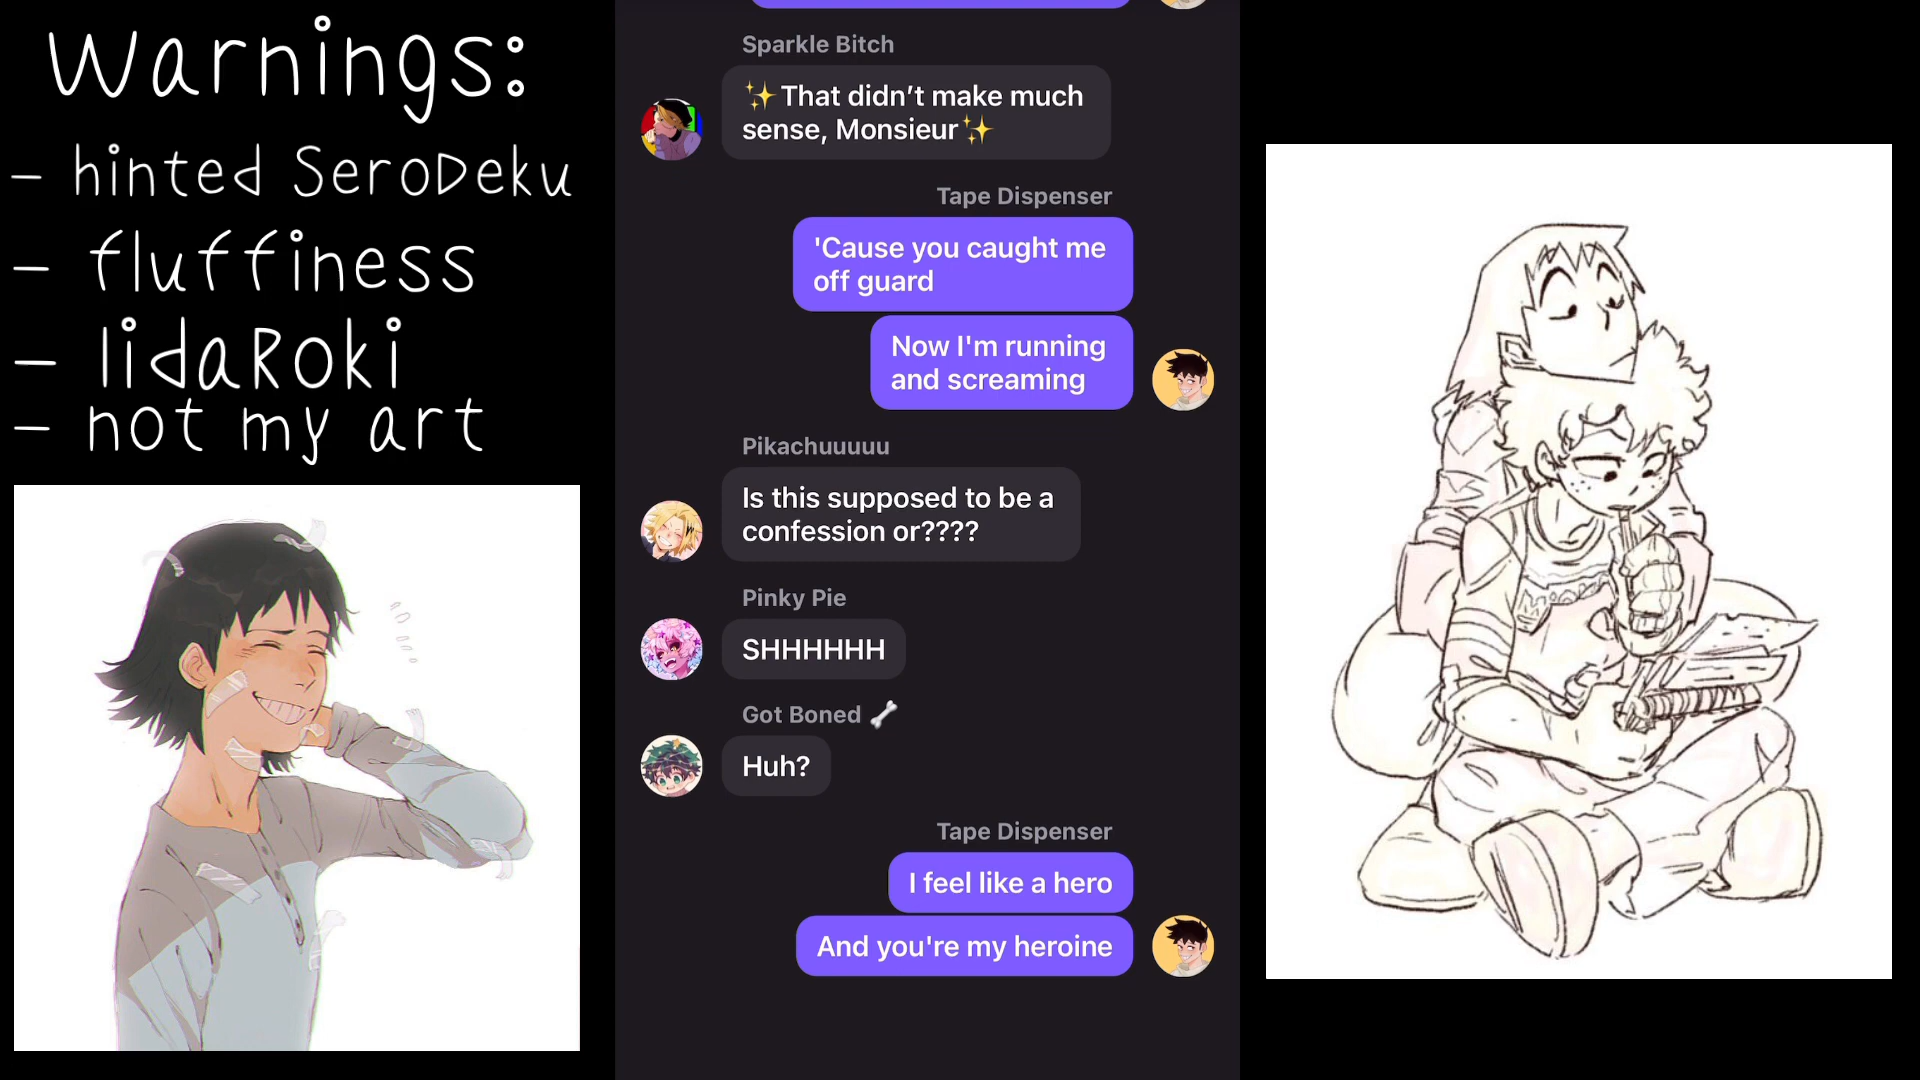 Warnings:
- hinted SeroDeku
- fluffiness
- IidaRoki
- not my art
Sparkle Bitch
✨That didn’t make much
sense, Monsieur✨
Tape Dispenser
'Cause you caught me
off guard
Now I'm running
and screaming
Pikachuuuuu
Is this supposed to be a
confession or????
Pinky Pie
SHHHHHH
Got Boned 🦴
Huh?
Tape Dispenser
I feel like a hero
And you're my heroine